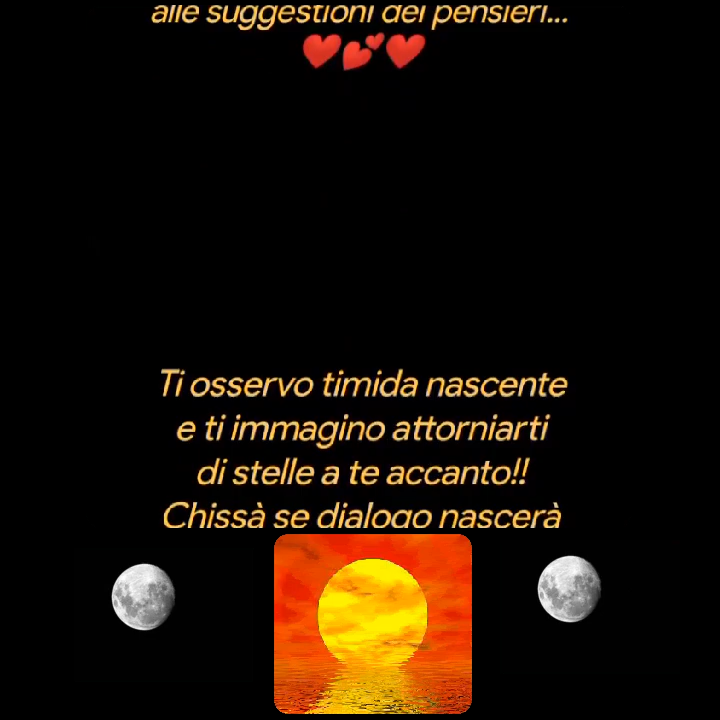 alle suggestioni dei pensieri...
Ti osservo timida nascente
e ti immagino attorniarti
di stelle a te accanto!!
Chissà se dialogo nascerà